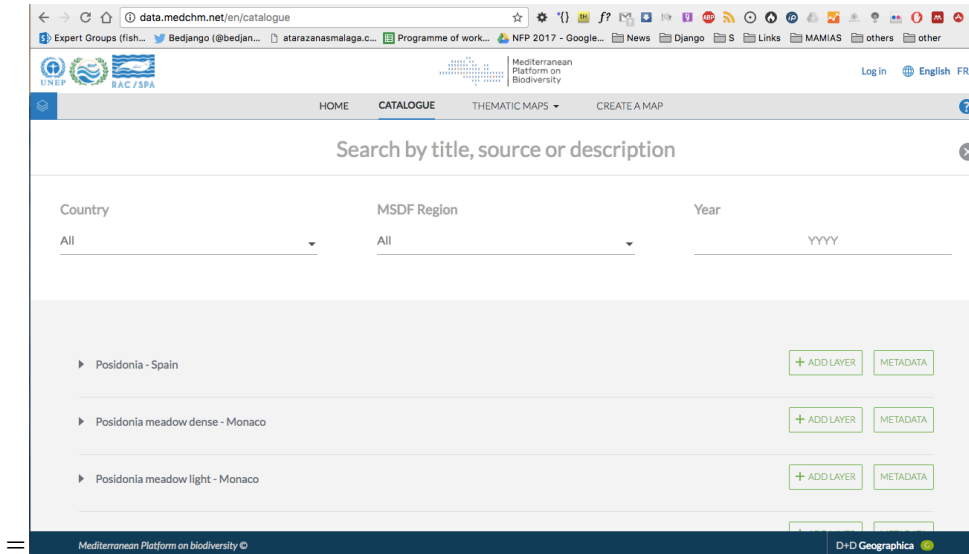 data.medchm.net/en/catalogue
Expert Groups (fish... Bedjango (@bedjan... atarazanasmalaga.c... Programme of work... NFP 2017 - Google... News Django S Links MAMIAS others other
UNEP RAC/SPA
Mediterranean
Platform on
Biodiversity
Log in English FR
HOME CATALOGUE THEMATIC MAPS CREATE A MAP
Search by title, source or description
Country MSDF Region Year
All All YYYY
Posidonia - Spain + ADD LAYER METADATA
Posidonia meadow dense - Monaco + ADD LAYER METADATA
Posidonia meadow light - Monaco + ADD LAYER METADATA
Mediterranean Platform on biodiversity © D+D Geographica
=